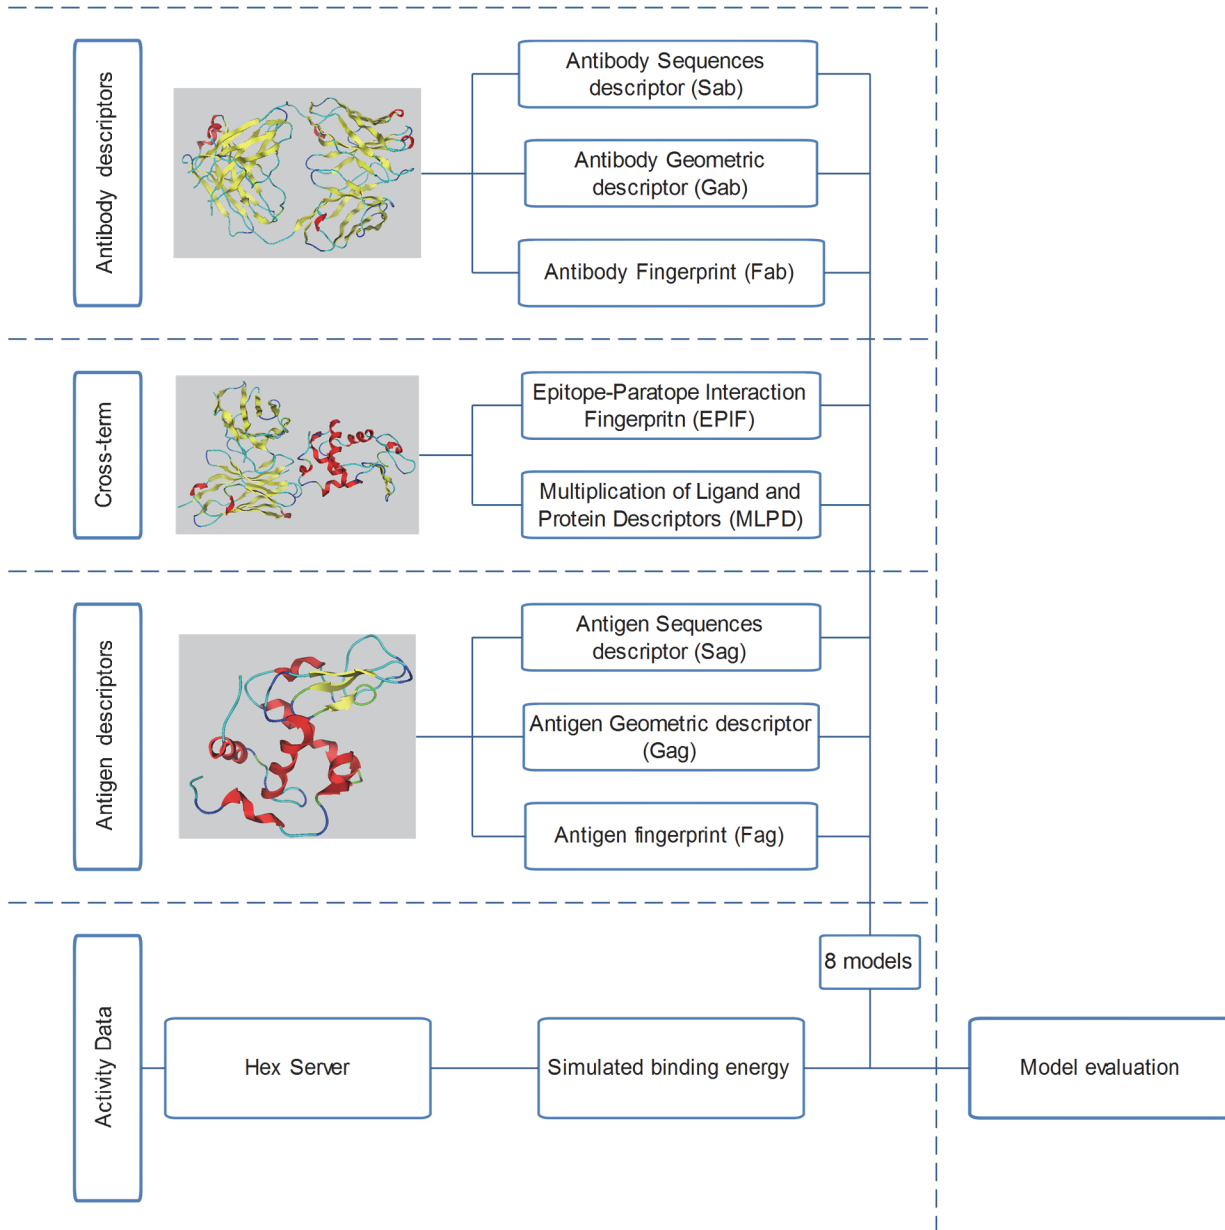 Antibody descriptors
Antibody Sequences
descriptor (Sab)
Antibody Geometric
descriptor (Gab)
Antibody Fingerprint (Fab)
Cross-term
Epitope-Paratope Interaction
Fingerpritn (EPIF)
Multiplication of Ligand and
Protein Descriptors (MLPD)
Antigen descriptors
Antigen Sequences
descriptor (Sag)
Antigen Geometric descriptor
(Gag)
Antigen fingerprint (Fag)
8 models
Activity Data
Hex Server
Simulated binding energy
Model evaluation